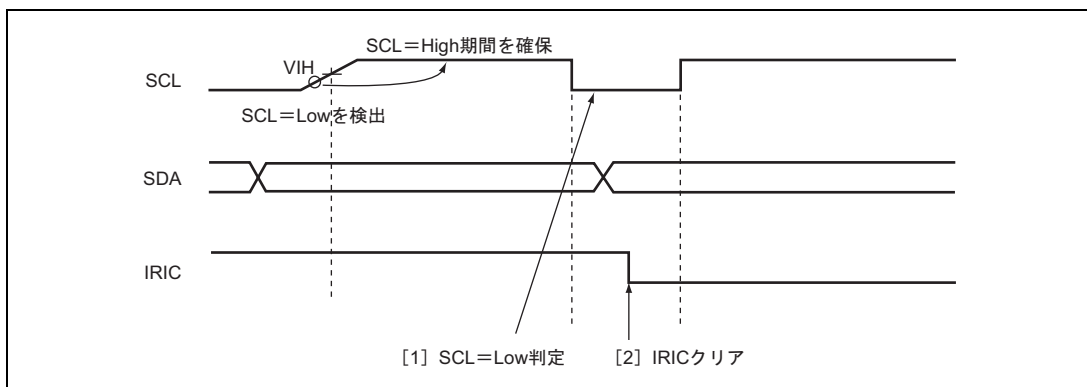 SCL=High期間を確保
VIH
SCL
SCL=Lowを検出
SDA
IRIC
[1] SCL=Low判定
[2] IRICクリア